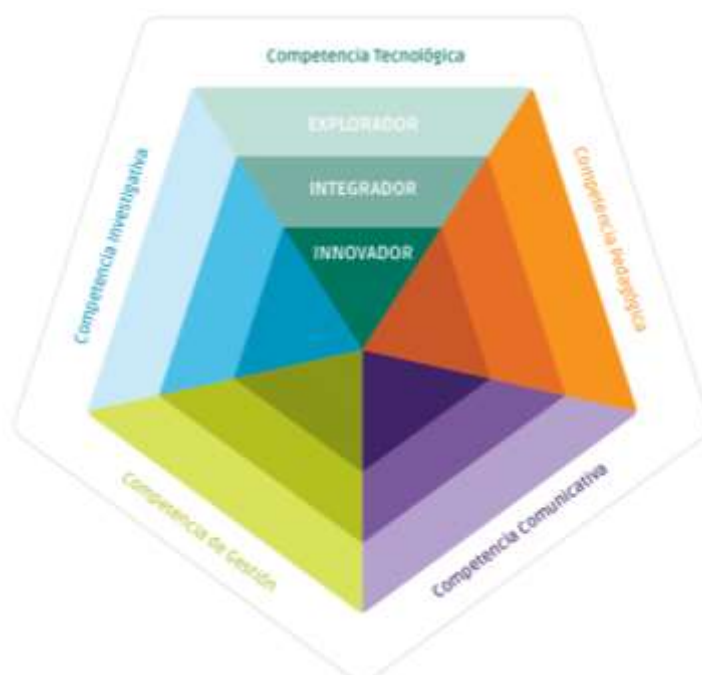 Competencia Tecnológica
EXPLORADOR
INTEGRADOR
INNOVADOR
Competencia Investigativa
Competencia Pedagógica
Competencia de Gestión
Competencia Comunicativa